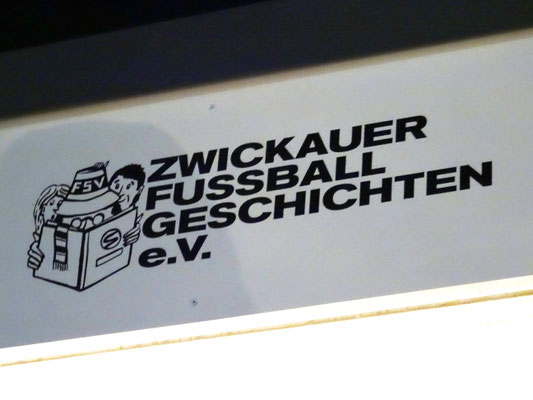 FSV
S
ZWICKAUER
FUSSBALL
GESCHICHTEN
e.V.